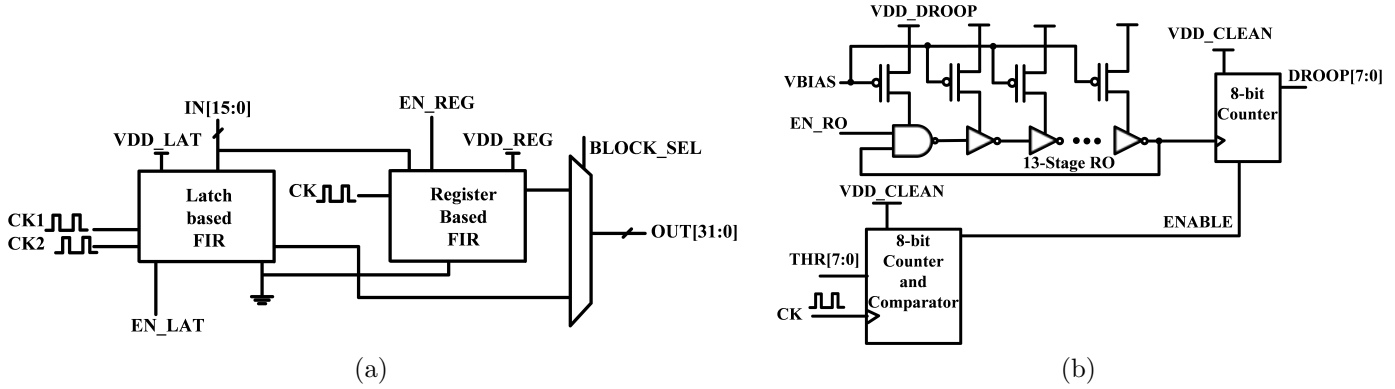 IN[15:0]
EN_REG
VDD_LAT
VDD_REG
BLOCK_SEL
Latch
based
FIR
CK
Register
Based
FIR
CK1
CK2
OUT[31:0]
EN_LAT
(a)
VDD_DROOP
VDD_CLEAN
VBIAS
DROOP[7:0]
8-bit
Counter
EN_RO
13-Stage RO
VDD_CLEAN
ENABLE
THR[7:0]
8-bit
Counter
and
Comparator
CK
(b)